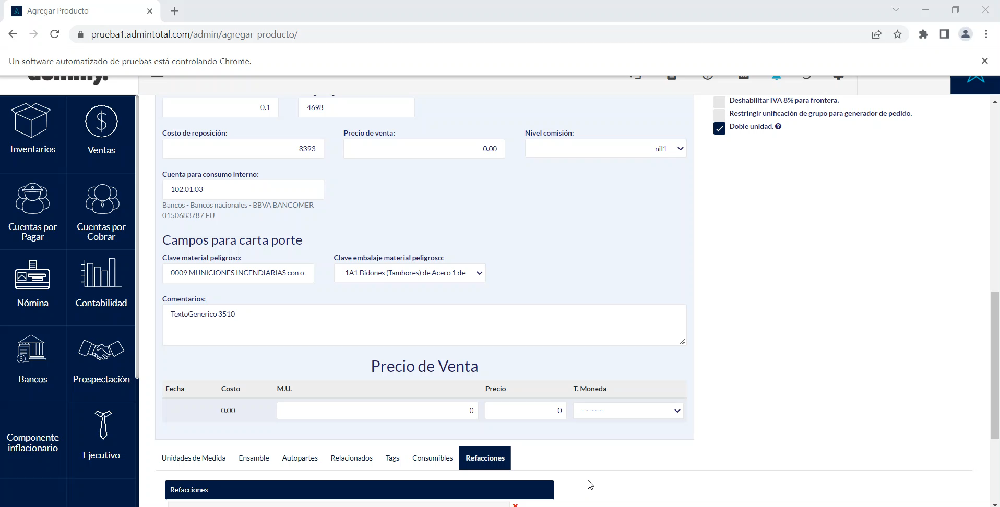 Agregar Producto
prueba1.admintotal.com/admin/agregar_producto/
Un software automatizado de pruebas está controlando Chrome.
Inventarios
Ventas
Cuentas por
Pagar
Cuentas por
Cobrar
Nómina
Contabilidad
Bancos
Prospectación
Componente
inflacionario
Ejecutivo
0.1
4698
Costo de reposición:
Precio de venta:
Nivel comisión:
8393
0.00
nil1
Cuenta para consumo interno:
102.01.03
Bancos - Bancos nacionales - BBVA BANCOMER
0150683787 EU
Campos para carta porte
Clave material peligroso:
Clave embalaje material peligroso:
0009 MUNICIONES INCENDIARIAS con o
1A1 Bidones (Tambores) de Acero 1 de
Comentarios:
TextoGenerico 3510
Precio de Venta
Fecha Costo M.U. Precio T. Moneda
0.00 0 0 ---------
Unidades de Medida Ensamble Autopartes Relacionados Tags Consumibles Refacciones
Refacciones
Deshabilitar IVA 8% para frontera.
Restringir unificación de grupo para generador de pedido.
Doble unidad.